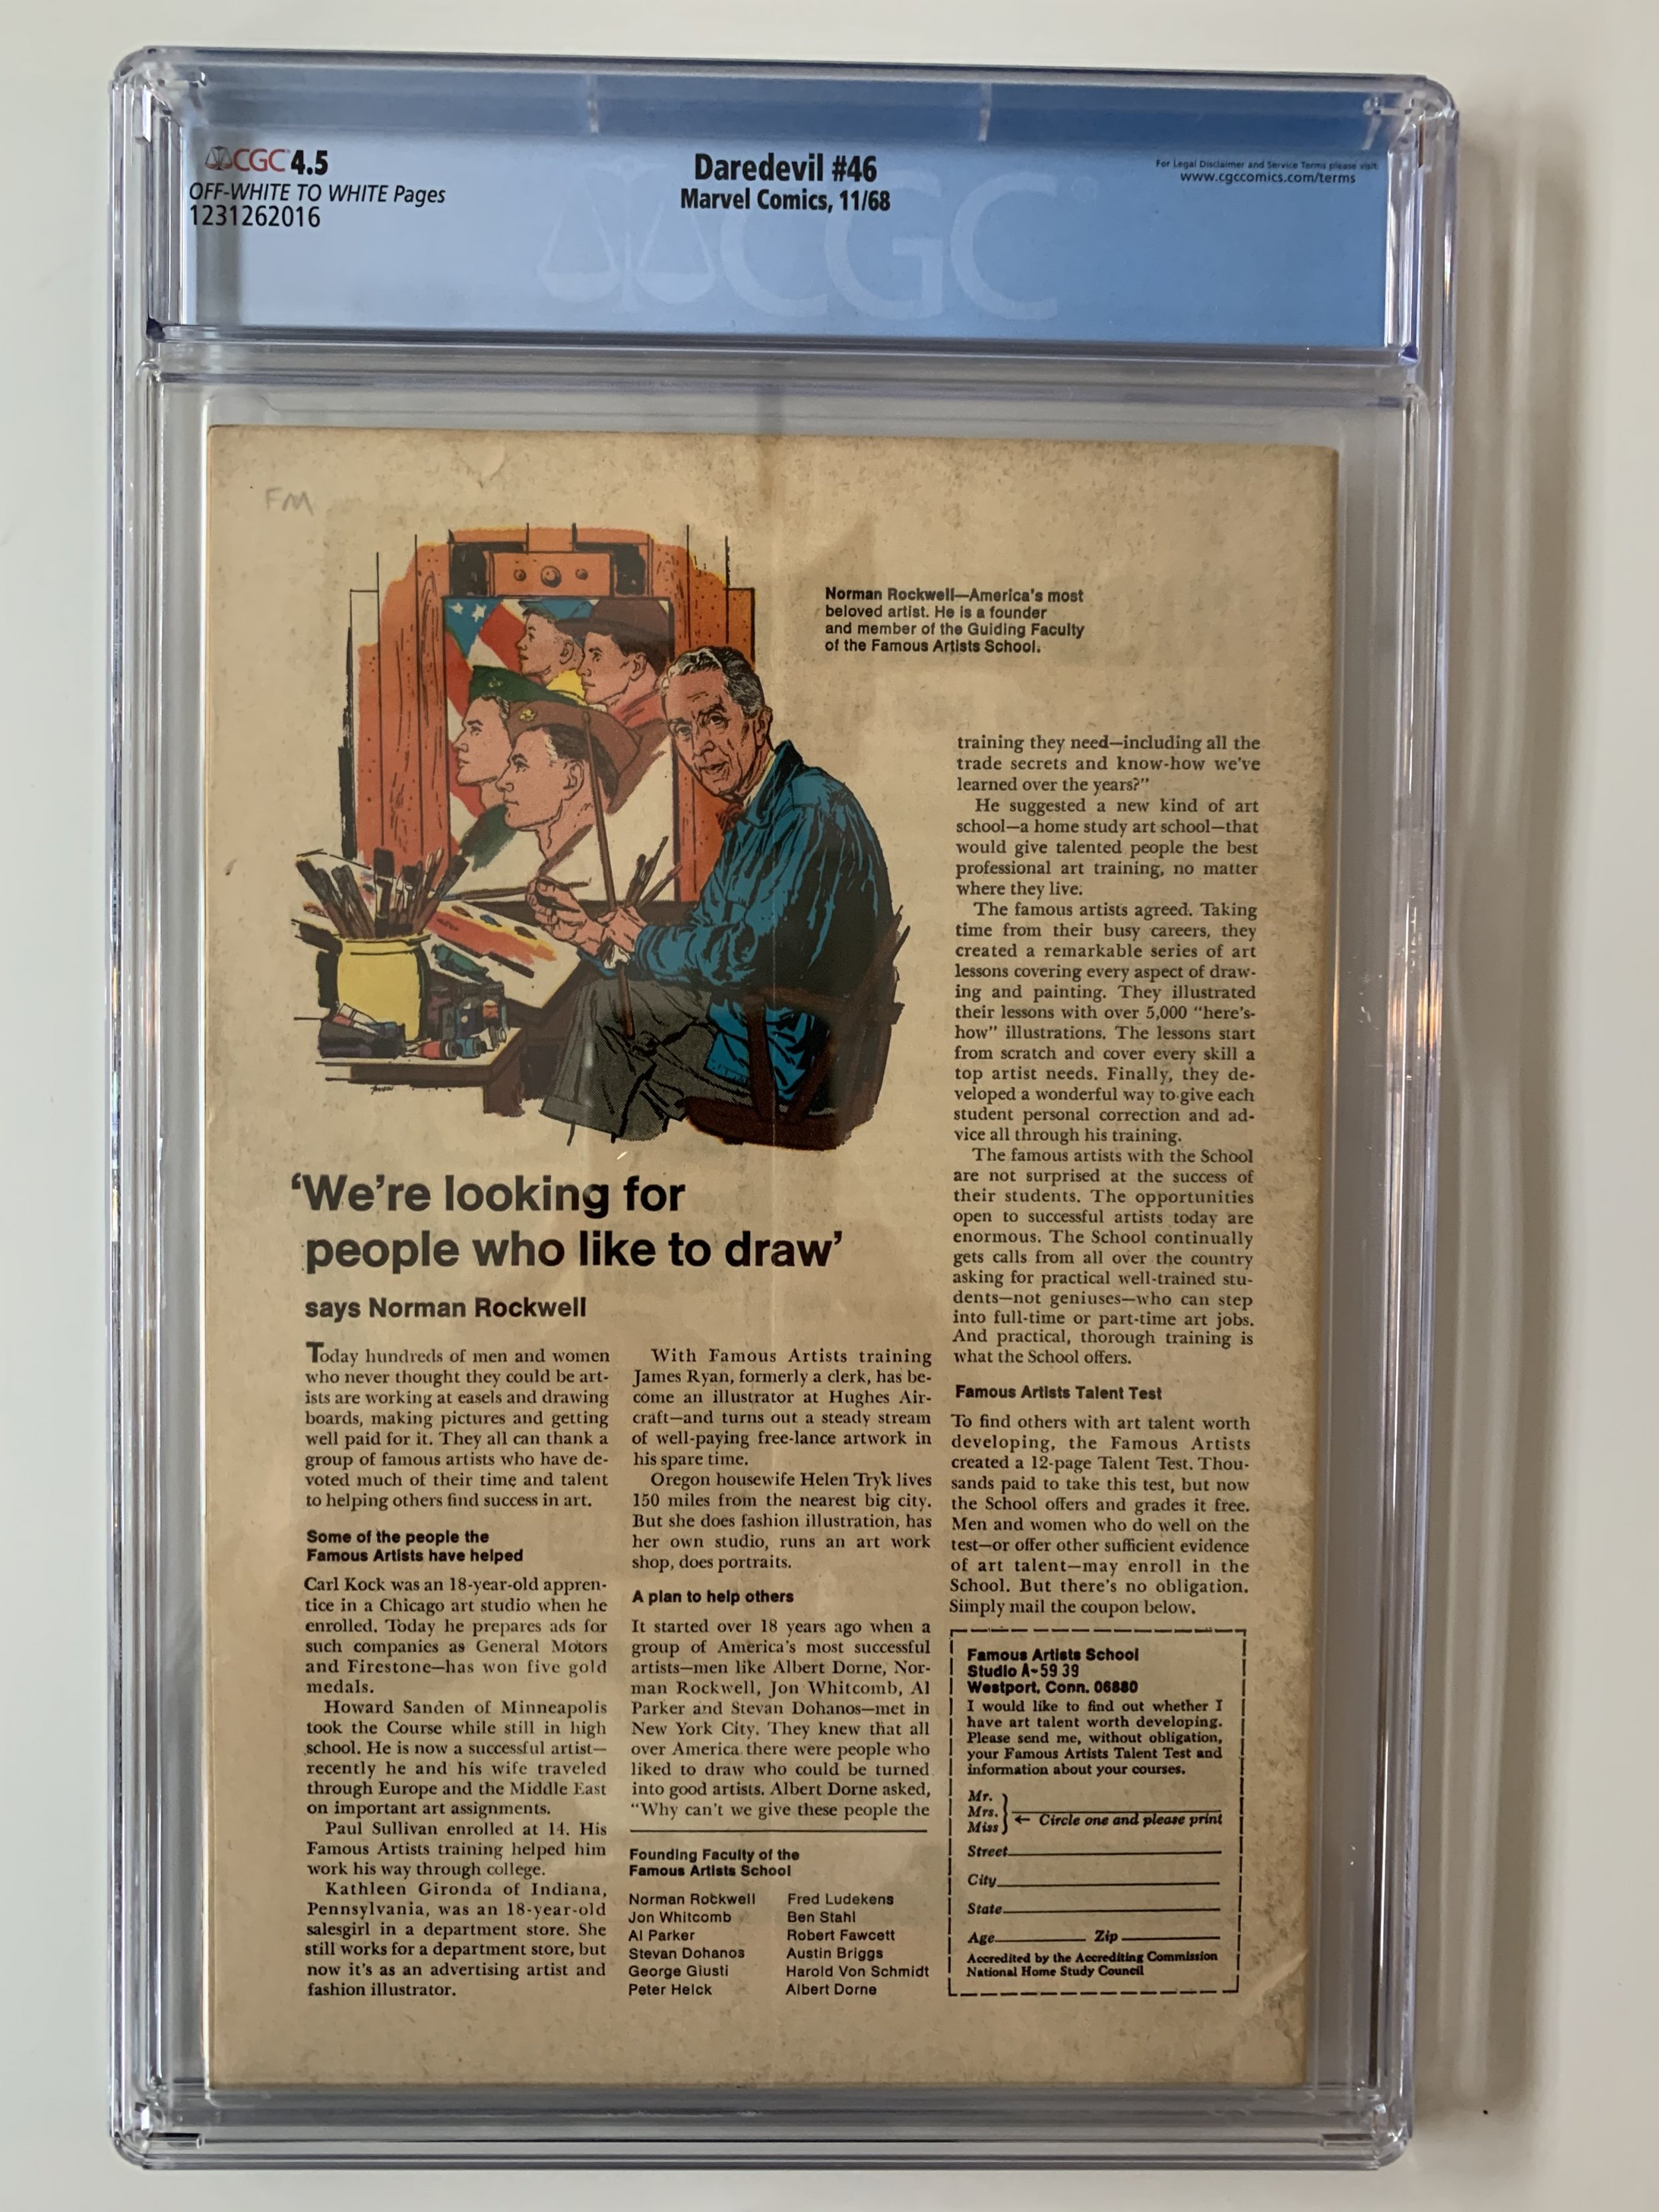 CGC 4.5
OFF-WHITE TO WHITE Pages
1231262016
Daredevil #46
Marvel Comics, 11/68
For Legal Disclaimer and Service Terms please visit
www.cgccomics.com/terms
CGC
FM
Norman Rockwell—America's most
beloved artist. He is a founder
and member of the Guiding Faculty
of the Famous Artists School.
'We're looking for
people who like to draw'
says Norman Rockwell
Today hundreds of men and women
who never thought they could be art-
ists are working at easels and drawing
boards, making pictures and getting
well paid for it. They all can thank a
group of famous artists who have de-
voted much of their time and talent
to helping others find success in art.
Some of the people the
Famous Artists have helped
Carl Kock was an 18-year-old appren-
tice in a Chicago art studio when he
enrolled. Today he prepares ads for
such companies as General Motors
and Firestone—has won five gold
medals.
Howard Sanden of Minneapolis
took the Course while still in high
school. He is now a successful artist—
recently he and his wife traveled
through Europe and the Middle East
on important art assignments.
Paul Sullivan enrolled at 14. His
Famous Artists training helped him
work his way through college.
Kathleen Gironda of Indiana,
Pennsylvania, was an 18-year-old
salesgirl in a department store. She
still works for a department store, but
now it's as an advertising artist and
fashion illustrator.
With Famous Artists training
James Ryan, formerly a clerk, has be-
come an illustrator at Hughes Air-
craft—and turns out a steady stream
of well-paying free-lance artwork in
his spare time.
Oregon housewife Helen Tryk lives
150 miles from the nearest big city.
But she does fashion illustration, has
her own studio, runs an art work
shop, does portraits.
A plan to help others
It started over 18 years ago when a
group of America's most successful
artists—men like Albert Dorne, Nor-
man Rockwell, Jon Whitcomb, Al
Parker and Stevan Dohanos—met in
New York City. They knew that all
over America there were people who
liked to draw who could be turned
into good artists. Albert Dorne asked,
"Why can't we give these people the
Founding Faculty of the
Famous Artists School
Norman Rockwell
Jon Whitcomb
Al Parker
Stevan Dohanos
George Giusti
Peter Helck
Fred Ludekens
Ben Stahl
Robert Fawcett
Austin Briggs
Harold Von Schmidt
Albert Dorne
training they need—including all the
trade secrets and know-how we've
learned over the years?"
He suggested a new kind of art
school—a home study art school—that
would give talented people the best
professional art training, no matter
where they live.
The famous artists agreed. Taking
time from their busy careers, they
created a remarkable series of art
lessons covering every aspect of draw-
ing and painting. They illustrated
their lessons with over 5,000 "here's-
how" illustrations. The lessons start
from scratch and cover every skill a
top artist needs. Finally, they de-
veloped a wonderful way to give each
student personal correction and ad-
vice all through his training.
The famous artists with the School
are not surprised at the success of
their students. The opportunities
open to successful artists today are
enormous. The School continually
gets calls from all over the country
asking for practical well-trained stu-
dents—not geniuses—who can step
into full-time or part-time art jobs.
And practical, thorough training is
what the School offers.
Famous Artists Talent Test
To find others with art talent worth
developing, the Famous Artists
created a 12-page Talent Test. Thou-
sands paid to take this test, but now
the School offers and grades it free.
Men and women who do well on the
test—or offer other sufficient evidence
of art talent—may enroll in the
School. But there's no obligation.
Simply mail the coupon below.
Famous Artists School
Studio A-59 39
Westport, Conn. 06880
I would like to find out whether I
have art talent worth developing.
Please send me, without obligation,
your Famous Artists Talent Test and
information about your courses.
Mr.
Mrs. ← Circle one and please print
Miss
Street
City
State
Age Zip
Accredited by the Accrediting Commission
National Home Study Council